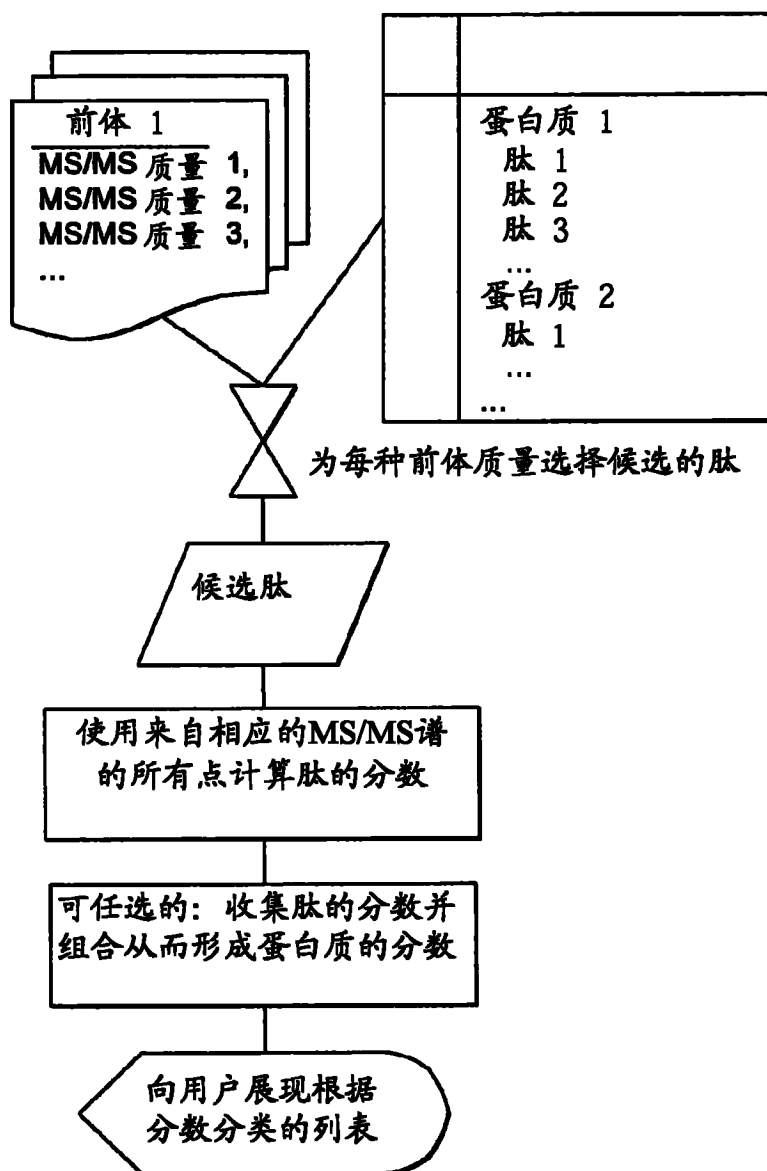 前体 1
MS/MS 质量 1,
MS/MS 质量 2,
MS/MS 质量 3,
...
蛋白质 1
肽 1
肽 2
肽 3
...
蛋白质 2
肽 1
...
...
为每种前体质量选择候选的肽
候选肽
使用来自相应的MS/MS谱
的所有点计算肽的分数
可任选的：收集肽的分数并
组合从而形成蛋白质的分数
向用户展现根据
分数分类的列表